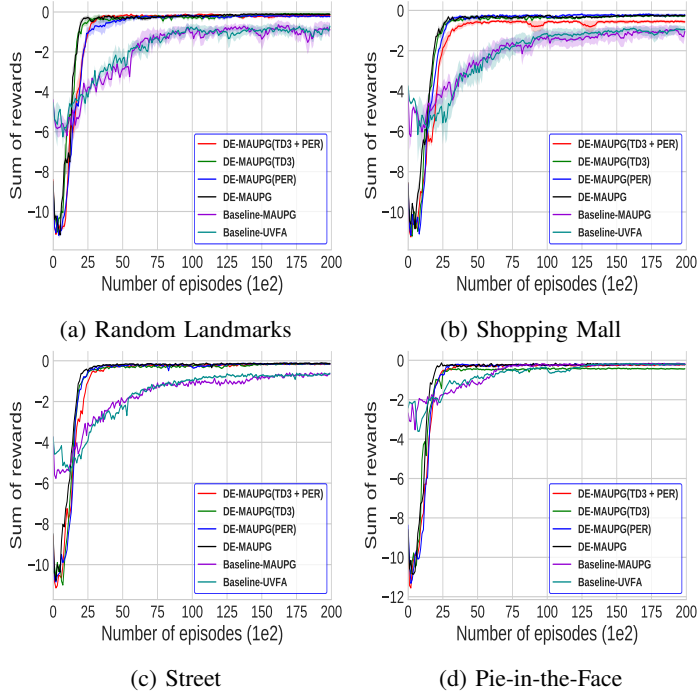 0
−2
−4
−6
−8
−10
Sum of rewards
DE-MAUPG(TD3 + PER)
DE-MAUPG(TD3)
DE-MAUPG(PER)
DE-MAUPG
Baseline-MAUPG
Baseline-UVFA
0 25 50 75 100 125 150 175 200
Number of episodes (1e2)
(a) Random Landmarks
0
−2
−4
−6
−8
−10
Sum of rewards
DE-MAUPG(TD3 + PER)
DE-MAUPG(TD3)
DE-MAUPG(PER)
DE-MAUPG
Baseline-MAUPG
Baseline-UVFA
0 25 50 75 100 125 150 175 200
Number of episodes (1e2)
(b) Shopping Mall
0
−2
−4
−6
−8
−10
Sum of rewards
DE-MAUPG(TD3 + PER)
DE-MAUPG(TD3)
DE-MAUPG(PER)
DE-MAUPG
Baseline-MAUPG
Baseline-UVFA
0 25 50 75 100 125 150 175 200
Number of episodes (1e2)
(c) Street
0
−2
−4
−6
−8
−10
−12
Sum of rewards
DE-MAUPG(TD3 + PER)
DE-MAUPG(TD3)
DE-MAUPG(PER)
DE-MAUPG
Baseline-MAUPG
Baseline-UVFA
0 25 50 75 100 125 150 175 200
Number of episodes (1e2)
(d) Pie-in-the-Face